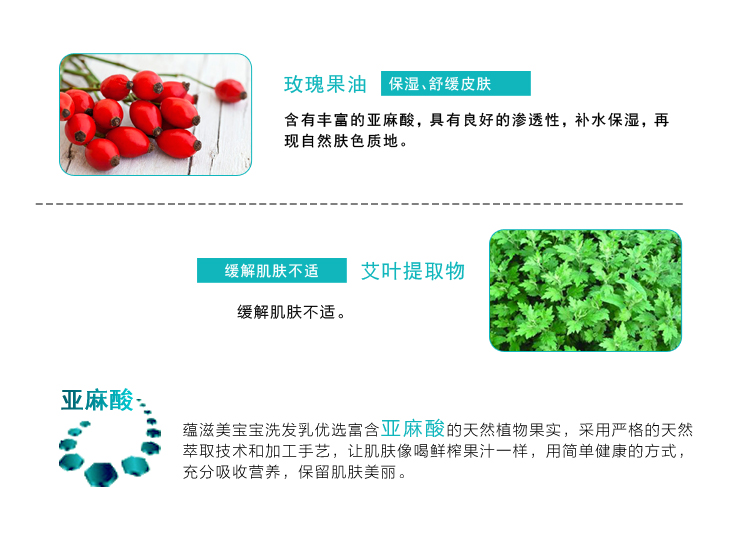 玫瑰果油 保湿、舒缓皮肤
含有丰富的亚麻酸，具有良好的渗透性，补水保湿，再
现自然肤色质地。
缓解肌肤不适 艾叶提取物
缓解肌肤不适。
亚麻酸
蕴滋美宝宝洗发乳优选富含亚麻酸的天然植物果实，采用严格的天然
萃取技术和加工手艺，让肌肤像喝鲜榨果汁一样，用简单健康的方式，
充分吸收营养，保留肌肤美丽。